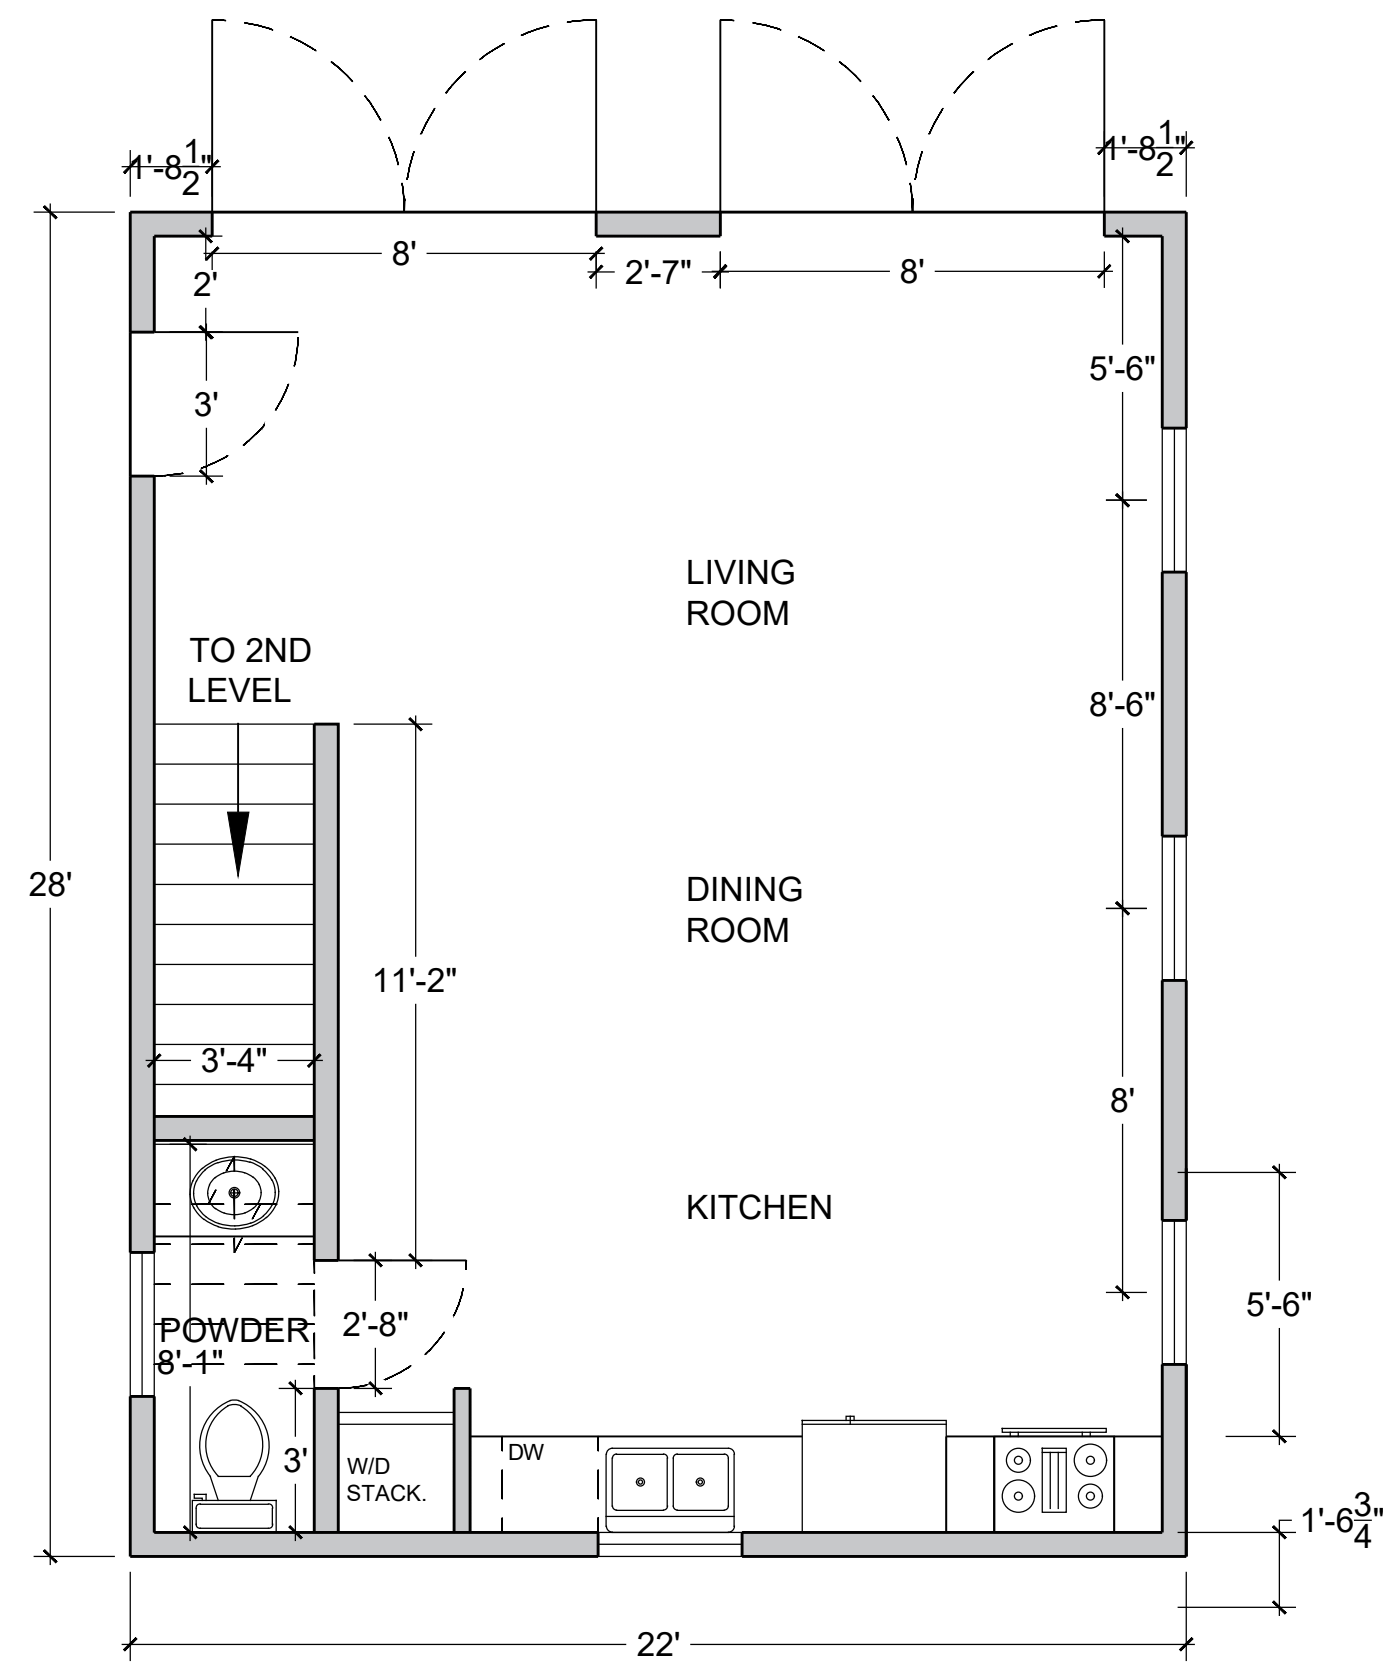 1'-8 1/2"
1'-8 1/2"
8'
2'-7"
8'
2'
5'-6"
3'
LIVING
ROOM
TO 2ND
LEVEL
8'-6"
28'
DINING
ROOM
11'-2"
3'-4"
8'
KITCHEN
5'-6"
POWDER
2'-8"
8'-1"
DW
3'
W/D
STACK.
1'-6 3/4"
22'